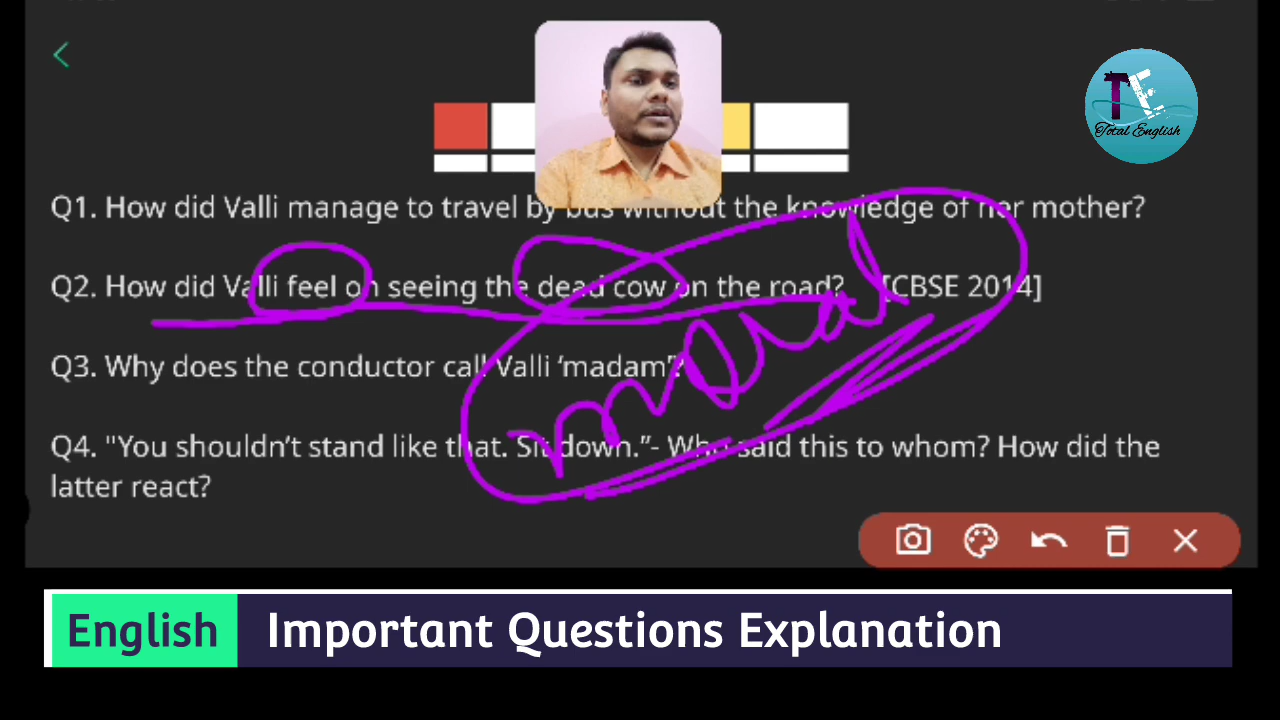 TE
Total English
Q1. How did Valli manage to travel by bus without the knowledge of her mother?
Q2. How did Valli feel on seeing the dead cow on the road? [CBSE 2014]
Q3. Why does the conductor call Valli ‘madam’?
Q4. "You shouldn’t stand like that. Sit down.”- Who said this to whom? How did the
latter react?
English
Important Questions Explanation